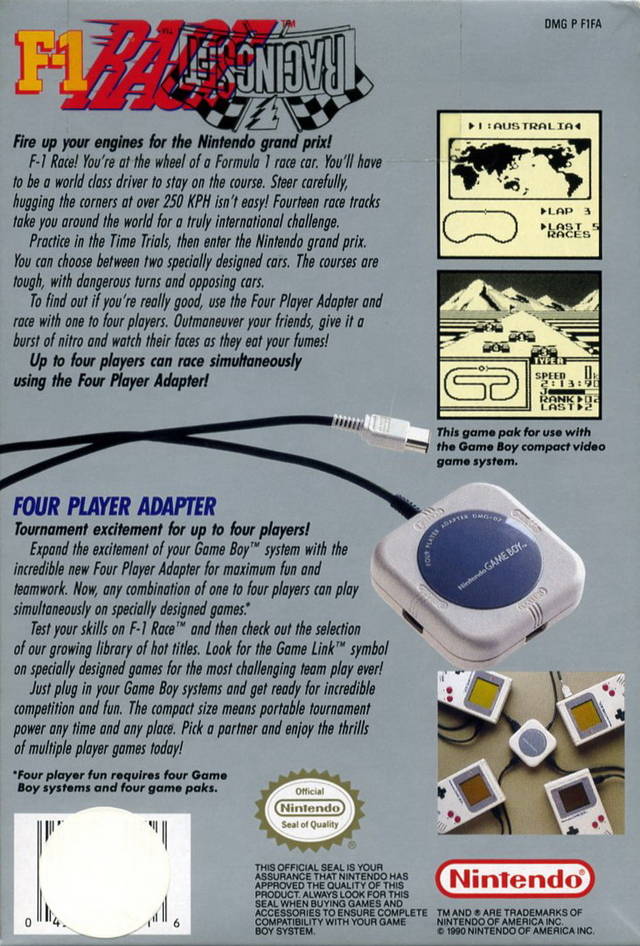 DMG P F1FA
F-1 RACE™
RACING SET
Fire up your engines for the Nintendo grand prix!
F-1 Race! You're at the wheel of a Formula 1 race car. You'll have
to be a world class driver to stay on the course. Steer carefully,
hugging the corners at over 250 KPH isn't easy! Fourteen race tracks
take you around the world for a truly international challenge.
Practice in the Time Trials, then enter the Nintendo grand prix.
You can choose between two specially designed cars. The courses are
tough, with dangerous turns and opposing cars.
To find out if you're really good, use the Four Player Adapter and
race with one to four players. Outmaneuver your friends, give it a
burst of nitro and watch their faces as they eat your fumes!
Up to four players can race simultaneously
using the Four Player Adapter!
1:AUSTRALIA
LAP 3
LAST 5
RACES
TYPER
SPEED 0k
2:13:90
J
RANK 02
LAST 2
This game pak for use with
the Game Boy compact video
game system.
FOUR PLAYER ADAPTER DMG-07
Nintendo GAME BOY™
FOUR PLAYER ADAPTER
Tournament excitement for up to four players!
Expand the excitement of your Game Boy™ system with the
incredible new Four Player Adapter for maximum fun and
teamwork. Now, any combination of one to four players can play
simultaneously on specially designed games.*
Test your skills on F-1 Race™ and then check out the selection
of our growing library of hot titles. Look for the Game Link™ symbol
on specially designed games for the most challenging team play ever!
Just plug in your Game Boy systems and get ready for incredible
competition and fun. The compact size means portable tournament
power any time and any place. Pick a partner and enjoy the thrills
of multiple player games today!
*Four player fun requires four Game
Boy systems and four game paks.
0 4 6
Official
Nintendo
Seal of Quality
®
THIS OFFICIAL SEAL IS YOUR
ASSURANCE THAT NINTENDO HAS
APPROVED THE QUALITY OF THIS
PRODUCT. ALWAYS LOOK FOR THIS
SEAL WHEN BUYING GAMES AND
ACCESSORIES TO ENSURE COMPLETE
COMPATIBILITY WITH YOUR GAME
BOY SYSTEM.
Nintendo®
TM AND ® ARE TRADEMARKS OF
NINTENDO OF AMERICA INC.
© 1990 NINTENDO OF AMERICA INC.